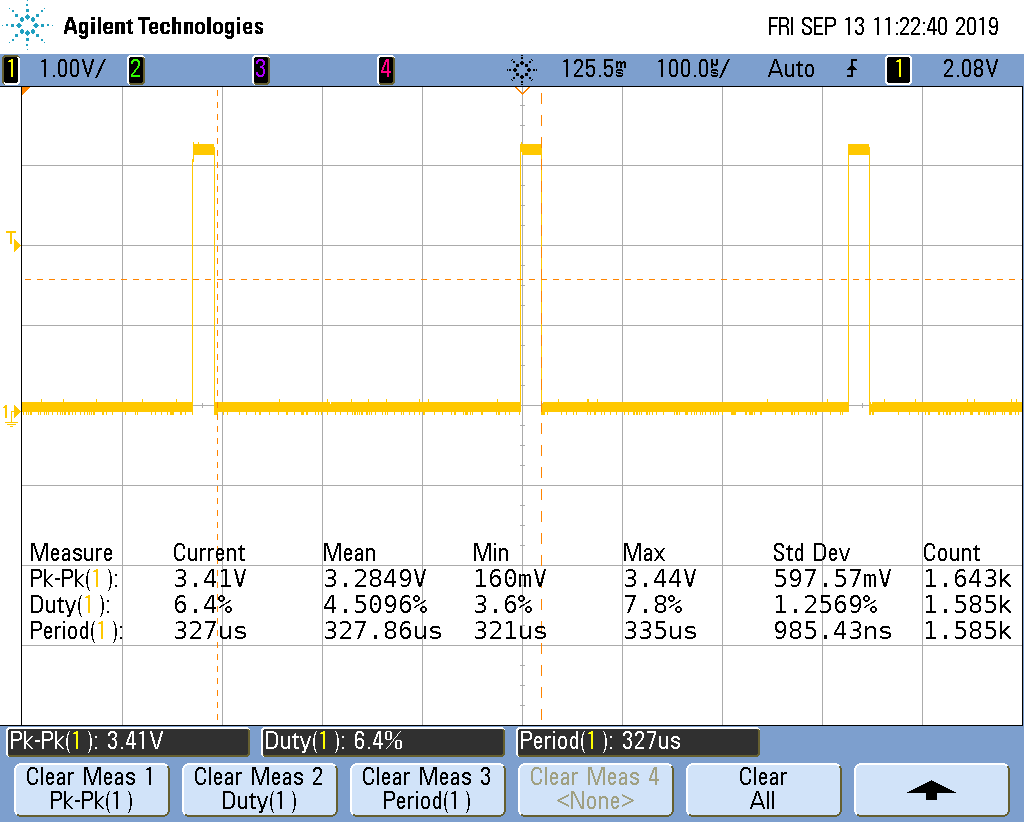 Agilent Technologies FRI SEP 13 11:22:40 2019
1 1.00V/ 2 3 4 125.5ms 100.0us/ Auto 1 2.08V
T
1
Measure Current Mean Min Max Std Dev Count
Pk-Pk(1): 3.41V 3.2849V 160mV 3.44V 597.57mV 1.643k
Duty(1): 6.4% 4.5096% 3.6% 7.8% 1.2569% 1.585k
Period(1): 327us 327.86us 321us 335us 985.43ns 1.585k
Pk-Pk(1): 3.41V Duty(1): 6.4% Period(1): 327us
Clear Meas 1 Clear Meas 2 Clear Meas 3 Clear Meas 4 Clear
Pk-Pk(1) Duty(1) Period(1) <None> All